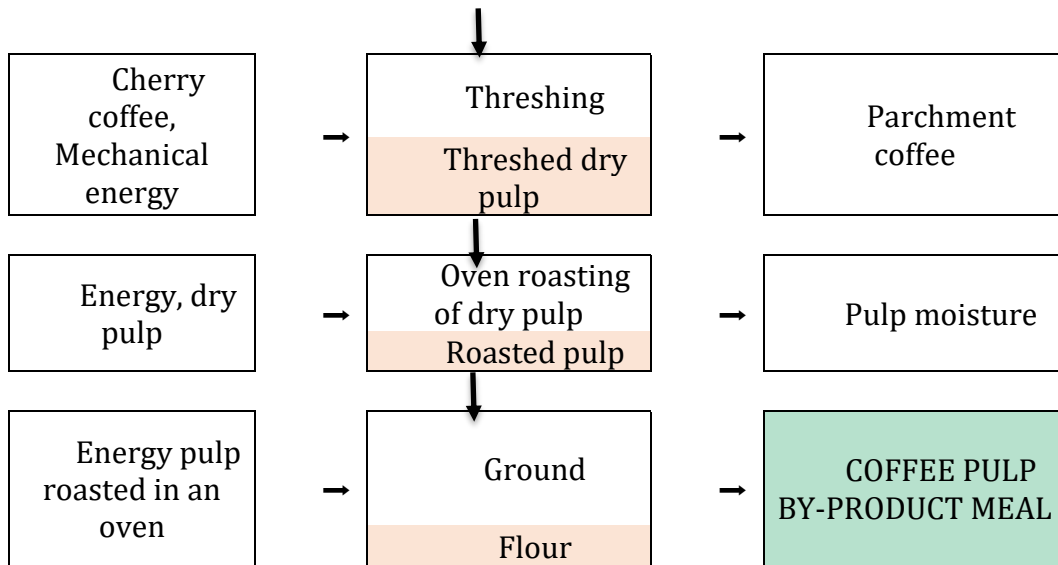 Cherry
coffee,
Mechanical
energy
Threshing
Threshed dry
pulp
Parchment
coffee
Energy, dry
pulp
Oven roasting
of dry pulp
Roasted pulp
Pulp moisture
Energy pulp
roasted in an
oven
Ground
Flour
COFFEE PULP
BY-PRODUCT MEAL